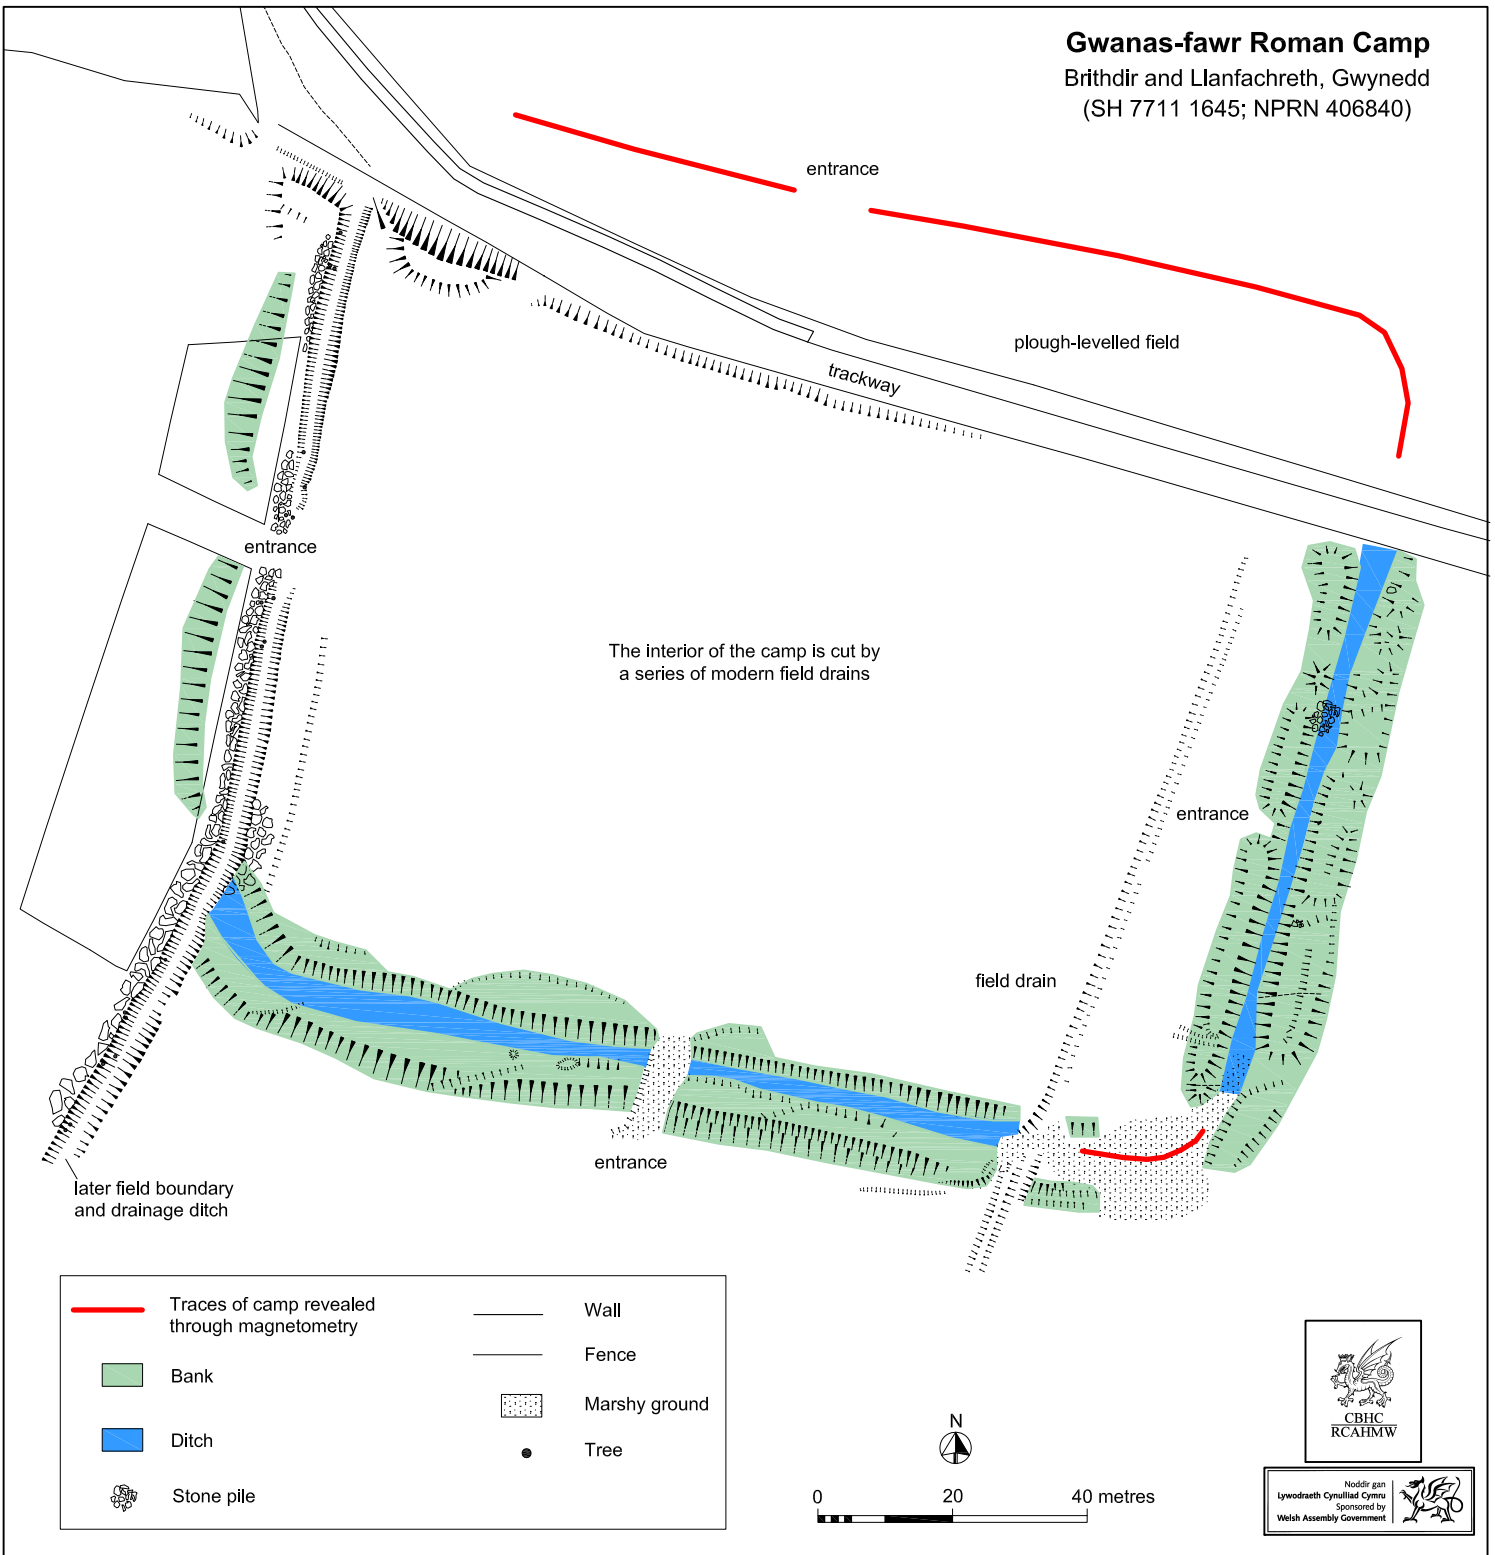 Gwanas-fawr Roman Camp
Brithdir and Llanfachreth, Gwynedd
(SH 7711 1645; NPRN 406840)
entrance
plough-levelled field
trackway
entrance
The interior of the camp is cut by
a series of modern field drains
entrance
field drain
entrance
later field boundary
and drainage ditch
Traces of camp revealed
through magnetometry
Bank
Ditch
Stone pile
Wall
Fence
Marshy ground
Tree
N
0 20 40 metres
CBHC
RCAHMW
Noddir gan
Lywodraeth Cynulliad Cymru
Sponsored by
Welsh Assembly Government